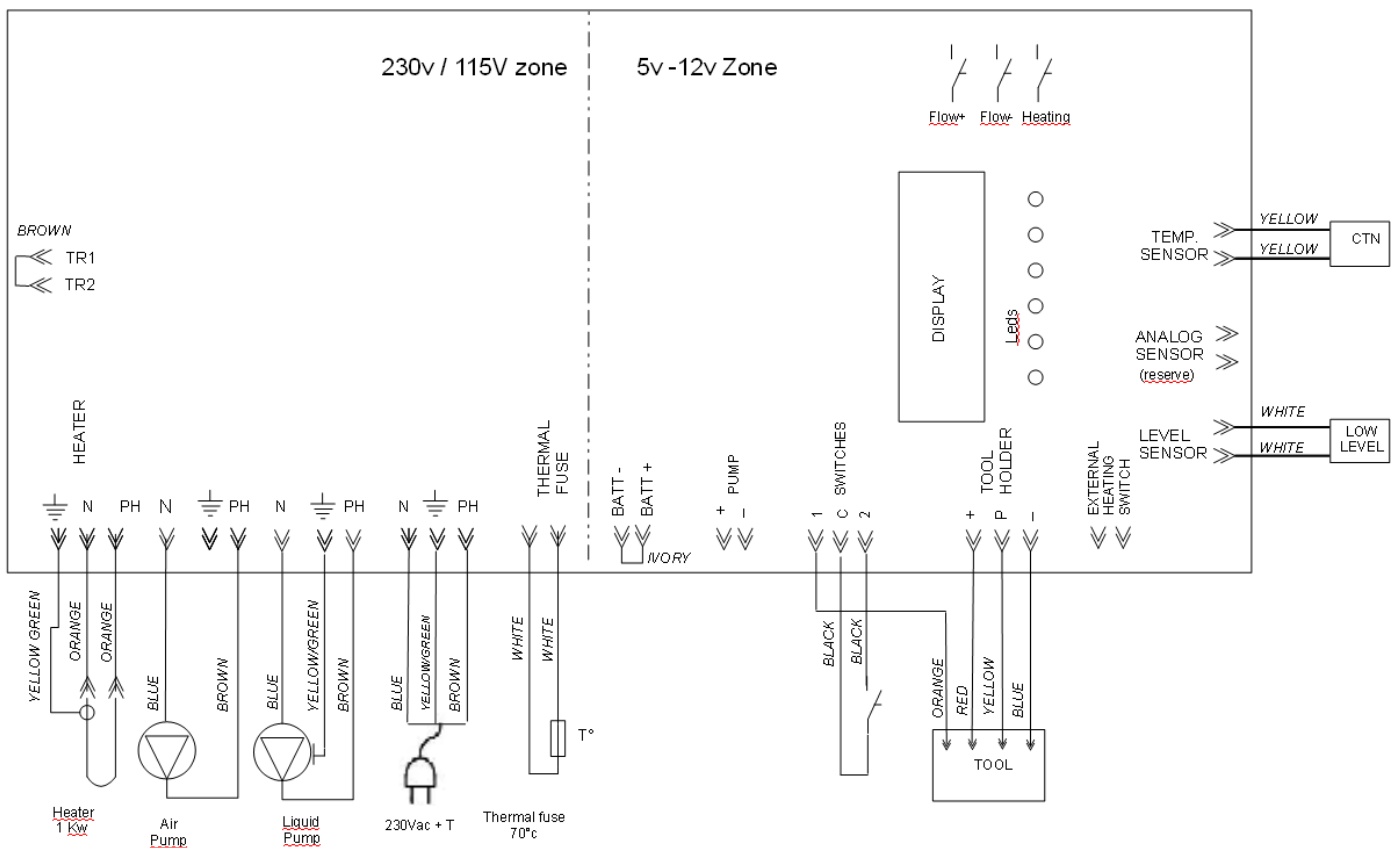 230v / 115V zone
5v -12v Zone
Flow+
Flow-
Heating
BROWN
TR1
TR2
DISPLAY
Leds
TEMP.
SENSOR
YELLOW
YELLOW
CTN
ANALOG
SENSOR
(reserve)
LEVEL
SENSOR
WHITE
WHITE
LOW
LEVEL
HEATER
N
PH
N
PH
N
PH
N
PH
THERMAL
FUSE
BATT -
BATT +
IVORY
+
-
PUMP
1
C
2
SWITCHES
+
P
-
TOOL
HOLDER
EXTERNAL
HEATING
SWITCH
YELLOW GREEN
ORANGE
ORANGE
BLUE
BROWN
BLUE
YELLOW/GREEN
BROWN
BLUE
YELLOW/GREEN
BROWN
WHITE
WHITE
T°
BLACK
BLACK
ORANGE
RED
YELLOW
BLUE
TOOL
Heater
1 Kw
Air
Pump
Liquid
Pump
230Vac + T
Thermal fuse
70°c